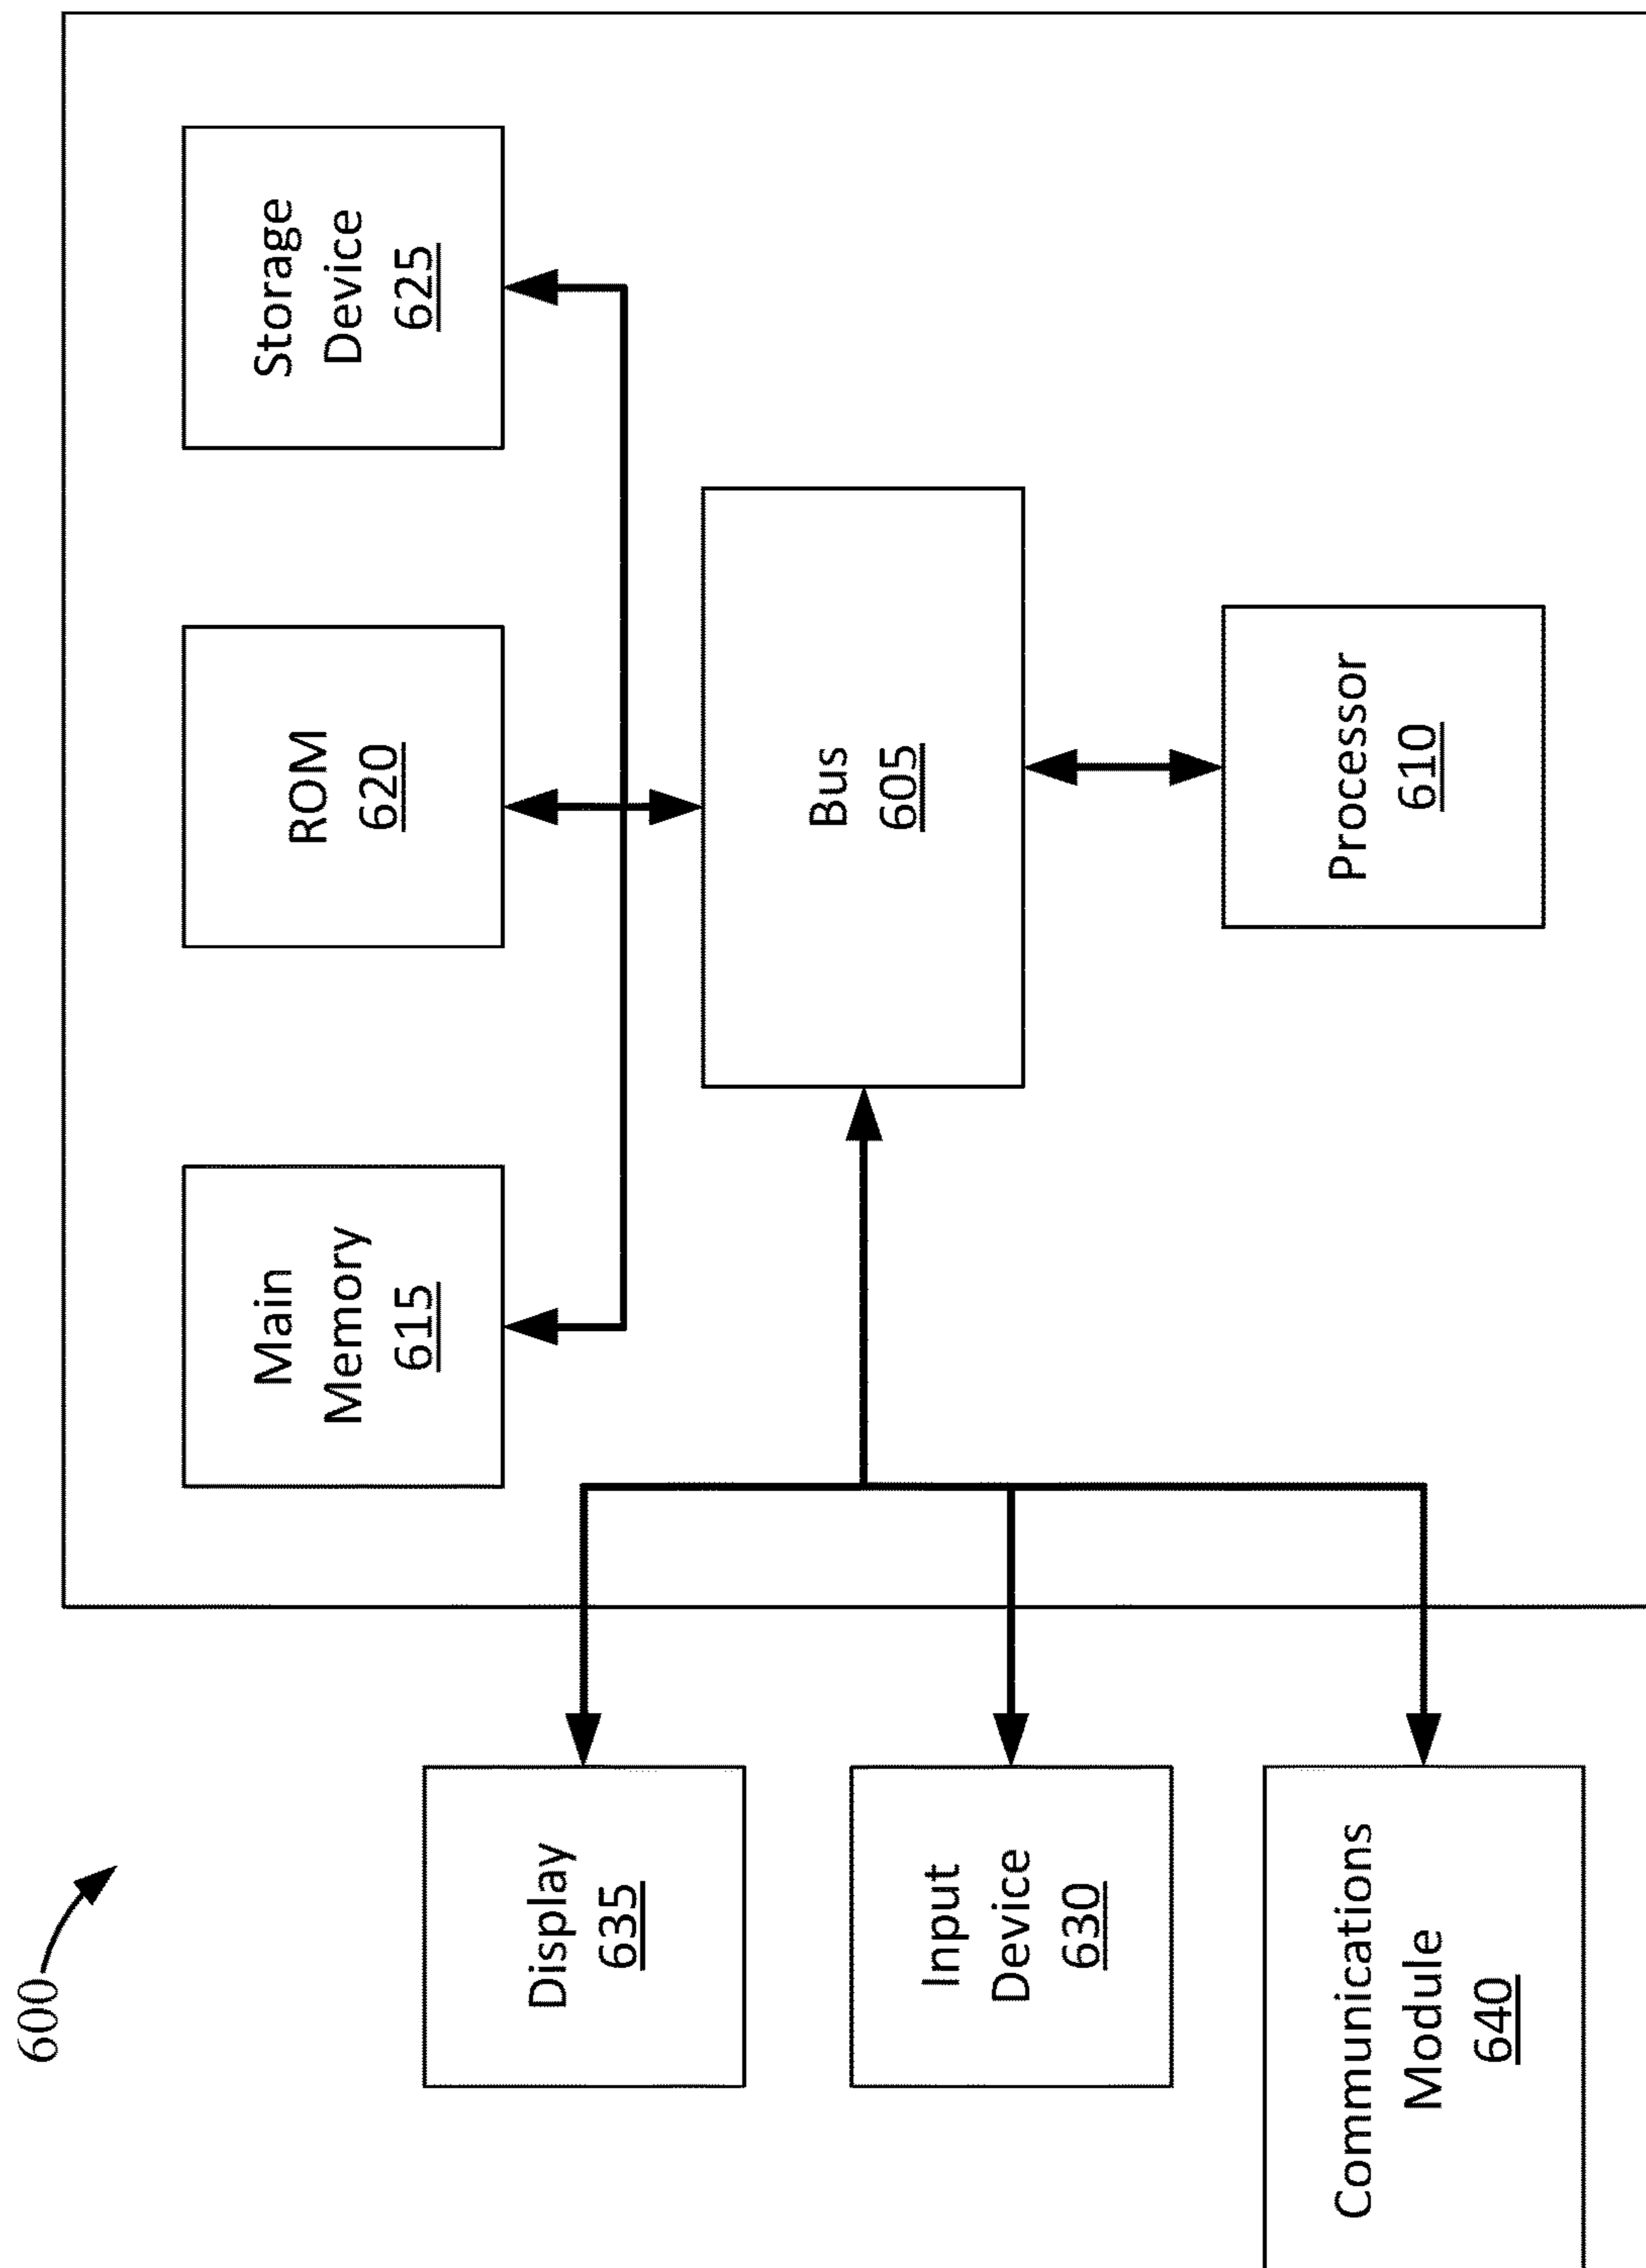 600
Main
Memory
615
ROM
620
Storage
Device
625
Display
635
Bus
605
Input
Device
630
Processor
610
Communications
Module
640